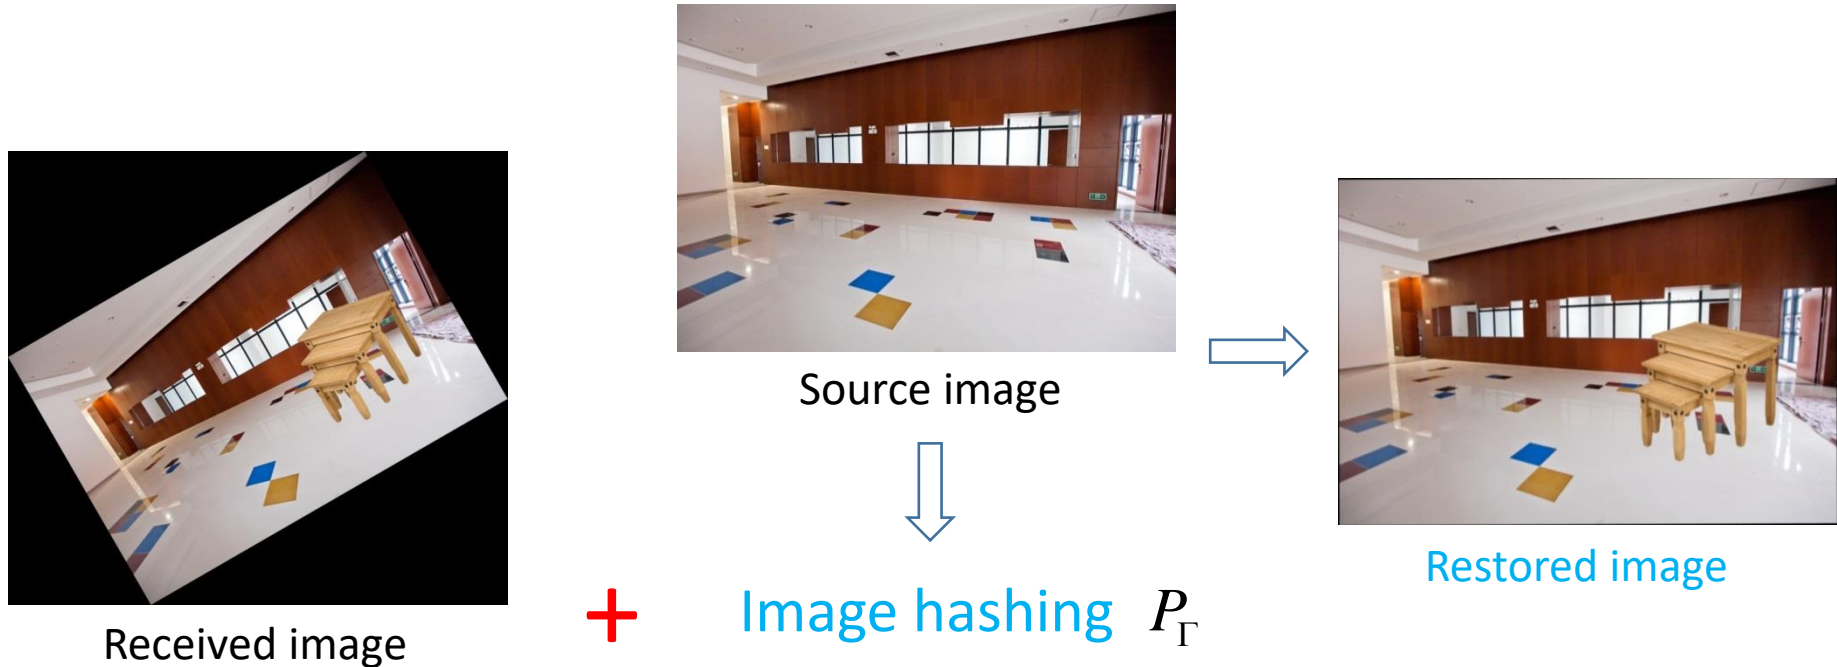 Source image
Restored image
+ Image hashing P_Γ
Received image